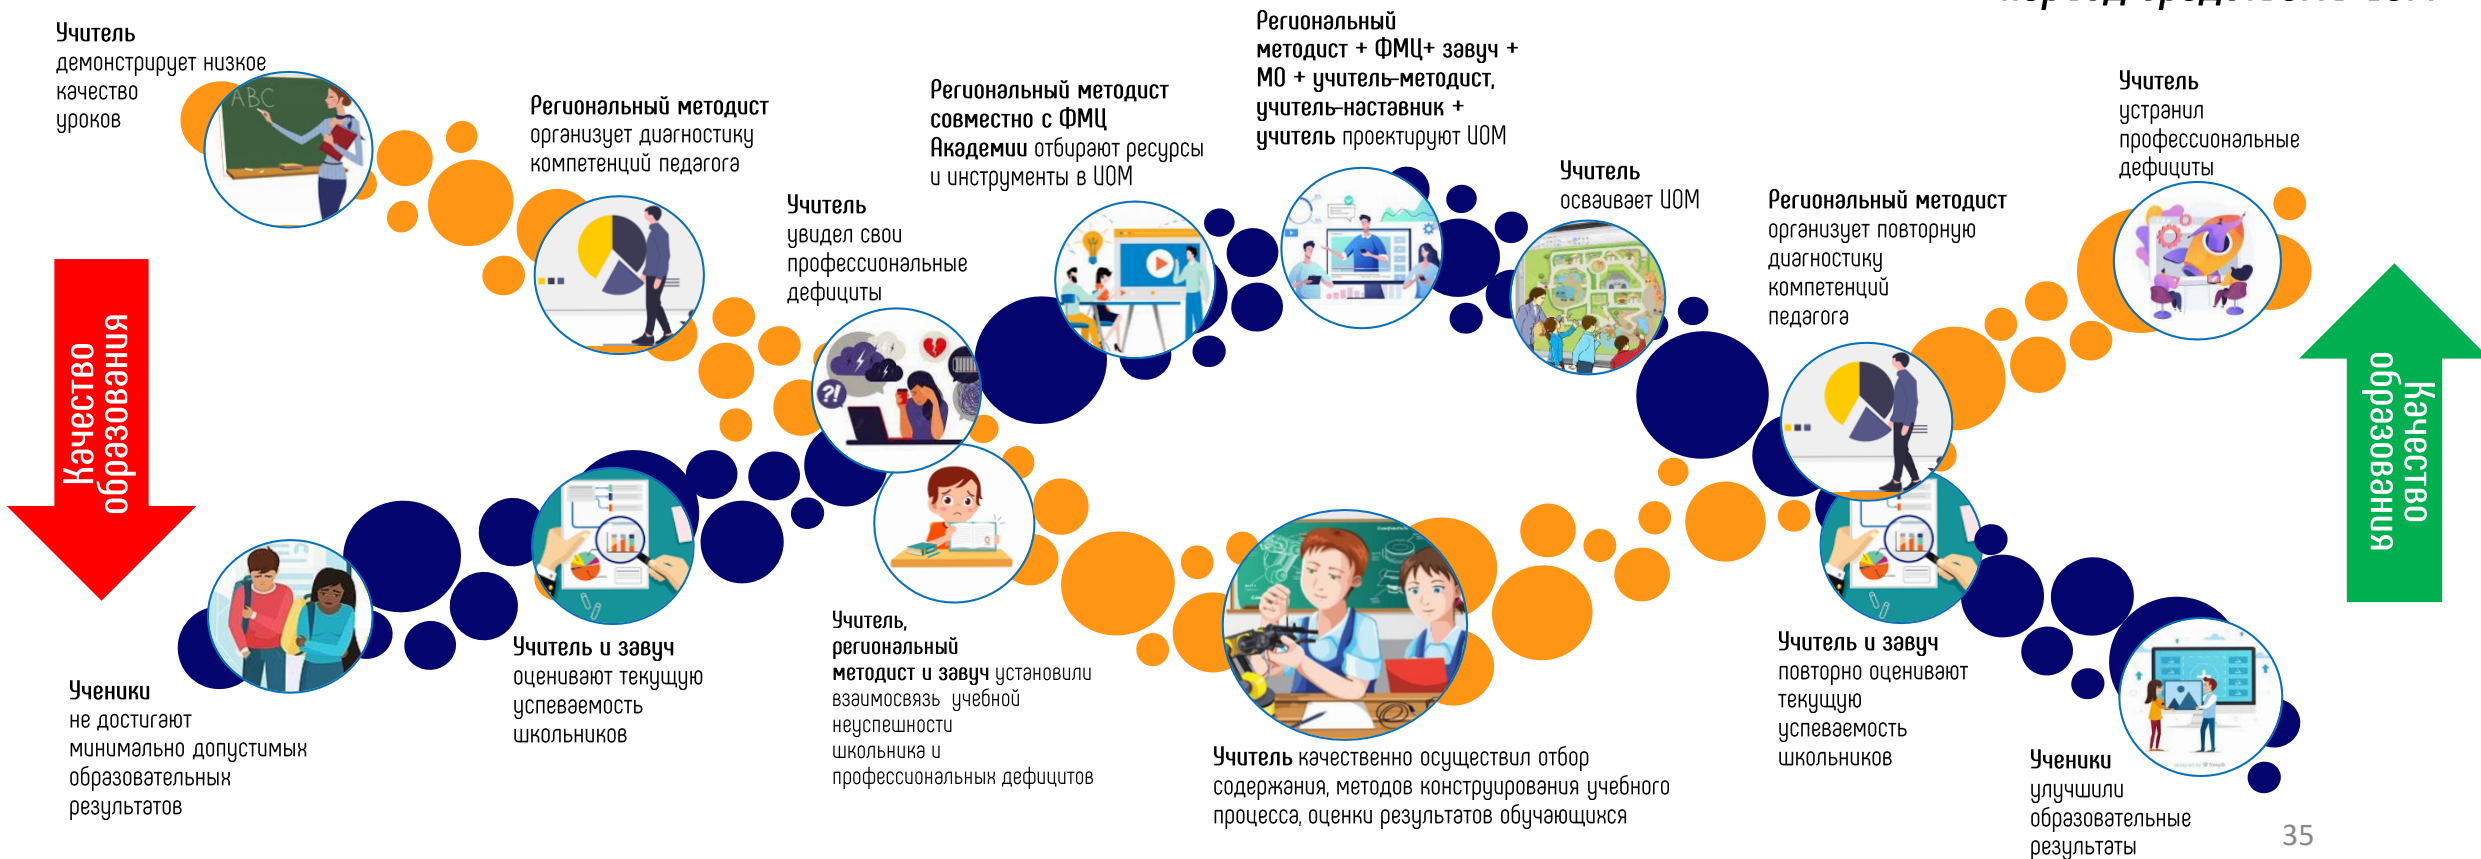 Учитель
демонстрирует низкое
качество
уроков
Региональный методист
организует диагностику
компетенций педагога
Учитель
увидел свои
профессиональные
дефициты
Региональный методист
совместно с ФМЦ
Академии отбирают ресурсы
и инструменты в ИОМ
Региональный
методист + ФМЦ+ завуч +
МО + учитель-методист,
учитель-наставник +
учитель проектируют ИОМ
Учитель
осваивает ИОМ
Региональный методист
организует повторную
диагностику
компетенций
педагога
Учитель
устранил
профессиональные
дефициты
Качество
образования
Качество
образования
ABC
?!
Ученики
не достигают
минимально допустимых
образовательных
результатов
Учитель и завуч
оценивают текущую
успеваемость
школьников
Учитель,
региональный
методист и завуч установили
взаимосвязь учебной
неуспешности
школьника и
профессиональных дефицитов
Учитель качественно осуществил отбор
содержания, методов конструирования учебного
процесса, оценки результатов обучающихся
Учитель и завуч
повторно оценивают
текущую
успеваемость
школьников
Ученики
улучшили
образовательные
результаты
35